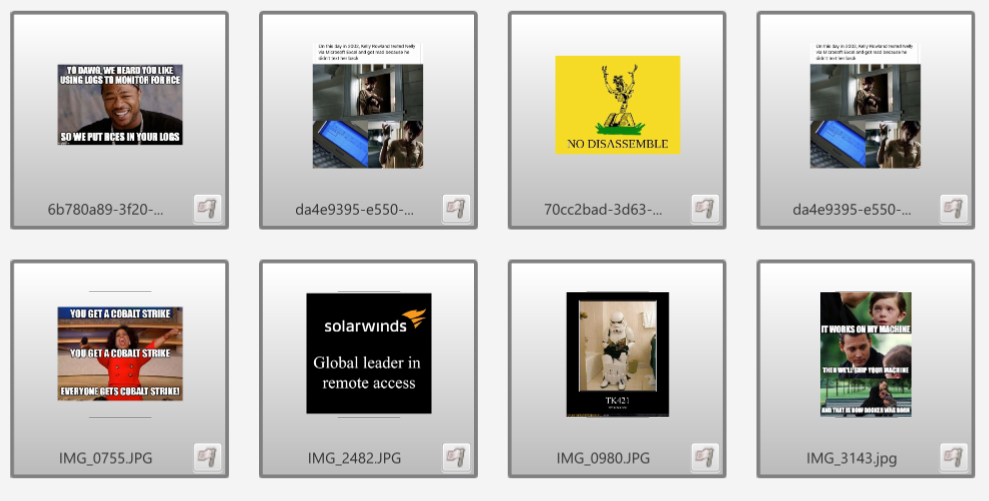 YO DAWG, WE HEARD YOU LIKE
USING LOGS TO MONITOR FOR RCE
SO WE PUT RCES IN YOUR LOGS
6b780a89-3f20-...
On this day in 2002, Kelly Rowland texted Nelly
via Microsoft Excel and got mad because he
didn't text her back
da4e9395-e550-...
NO DISASSEMBLE
70cc2bad-3d63-...
On this day in 2002, Kelly Rowland texted Nelly
via Microsoft Excel and got mad because he
didn't text her back
da4e9395-e550-...
YOU GET A COBALT STRIKE
YOU GET A COBALT STRIKE
EVERYONE GETS COBALT STRIKE!
IMG_0755.JPG
solarwinds
Global leader in
remote access
IMG_2482.JPG
TK421
IMG_0980.JPG
IT WORKS ON MY MACHINE
THEN WE'LL SHIP YOUR MACHINE
AND THAT IS HOW DOCKER WAS BORN
IMG_3143.jpg